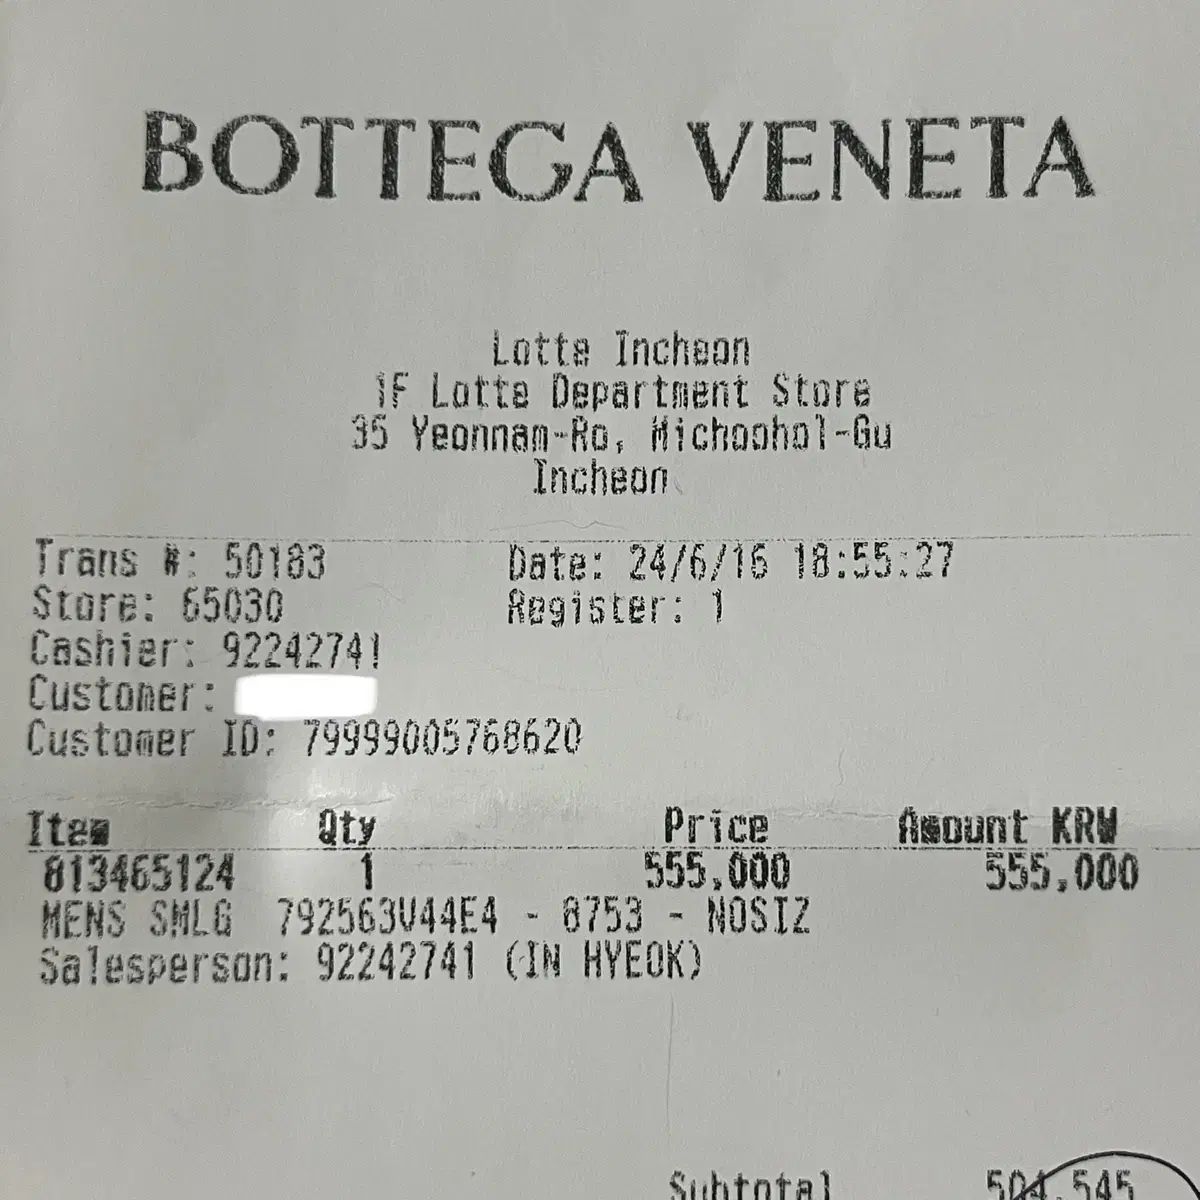 BOTTEGA VENETA
Lotte Incheon
1F Lotte Department Store
35 Yeonnam-Ro, Michoohol-Gu
Incheon
Trans #: 50183 Date: 24/6/16 18:55:27
Store: 65030 Register: 1
Cashier: 92242741
Customer:
Customer ID: 79999005768620
Item Qty Price Amount KRW
813465124 1 555,000 555,000
MENS SMLG 792563V44E4 - 8753 - NOSIZ
Salesperson: 92242741 (IN HYEOK)
Subtotal 504,545